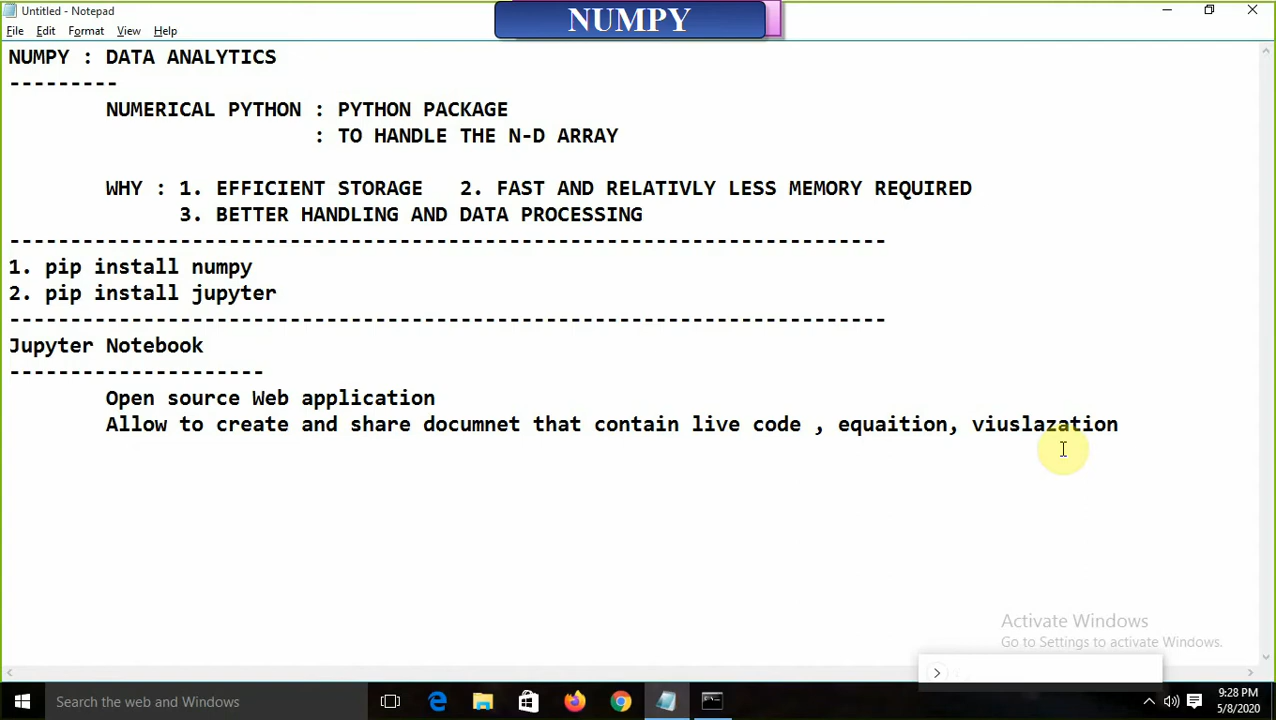 Untitled - Notepad
NUMPY
File Edit Format View Help
NUMPY : DATA ANALYTICS
---------
NUMERICAL PYTHON : PYTHON PACKAGE
: TO HANDLE THE N-D ARRAY
WHY : 1. EFFICIENT STORAGE 2. FAST AND RELATIVLY LESS MEMORY REQUIRED
3. BETTER HANDLING AND DATA PROCESSING
------------------------------------------------------------------------
1. pip install numpy
2. pip install jupyter
------------------------------------------------------------------------
Jupyter Notebook
---------------------
Open source Web application
Allow to create and share documnet that contain live code , equaition, viuslazation
Activate Windows
Go to Settings to activate Windows.
Search the web and Windows
9:28 PM
5/8/2020